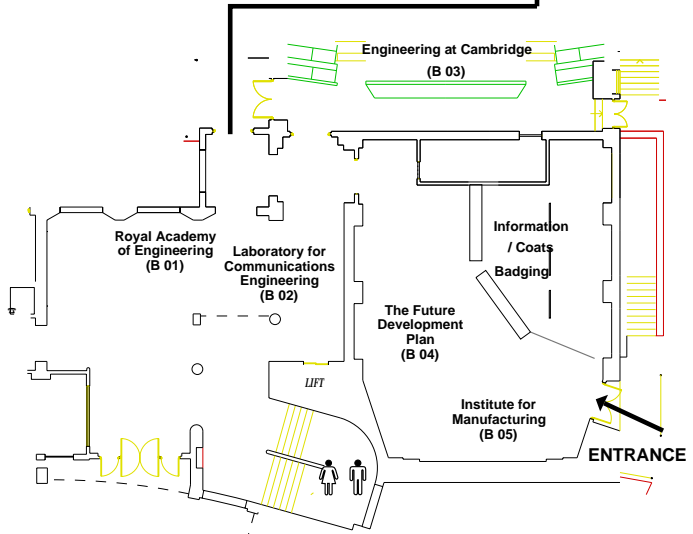 Engineering at Cambridge
(B 03)
Information
/ Coats
Badging
Royal Academy
of Engineering
(B 01)
Laboratory for
Communications
Engineering
(B 02)
The Future
Development
Plan
(B 04)
LIFT
Institute for
Manufacturing
(B 05)
ENTRANCE